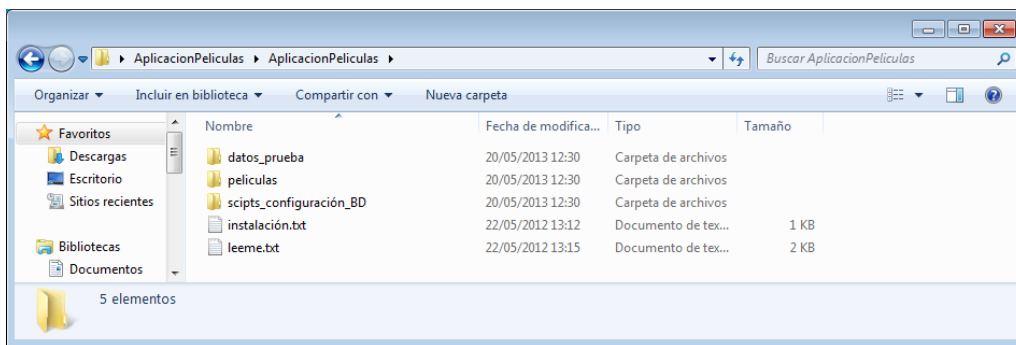 AplicacionPeliculas AplicacionPeliculas Buscar AplicacionPeliculas
Organizar Incluir en biblioteca Compartir con Nueva carpeta
Favoritos
Descargas
Escritorio
Sitios recientes
Bibliotecas
Documentos
Nombre Fecha de modifica... Tipo Tamaño
datos_prueba 20/05/2013 12:30 Carpeta de archivos
peliculas 20/05/2013 12:30 Carpeta de archivos
scipts_configuración_BD 20/05/2013 12:30 Carpeta de archivos
instalación.txt 22/05/2012 13:12 Documento de tex... 1 KB
leeme.txt 22/05/2012 13:15 Documento de tex... 2 KB
5 elementos